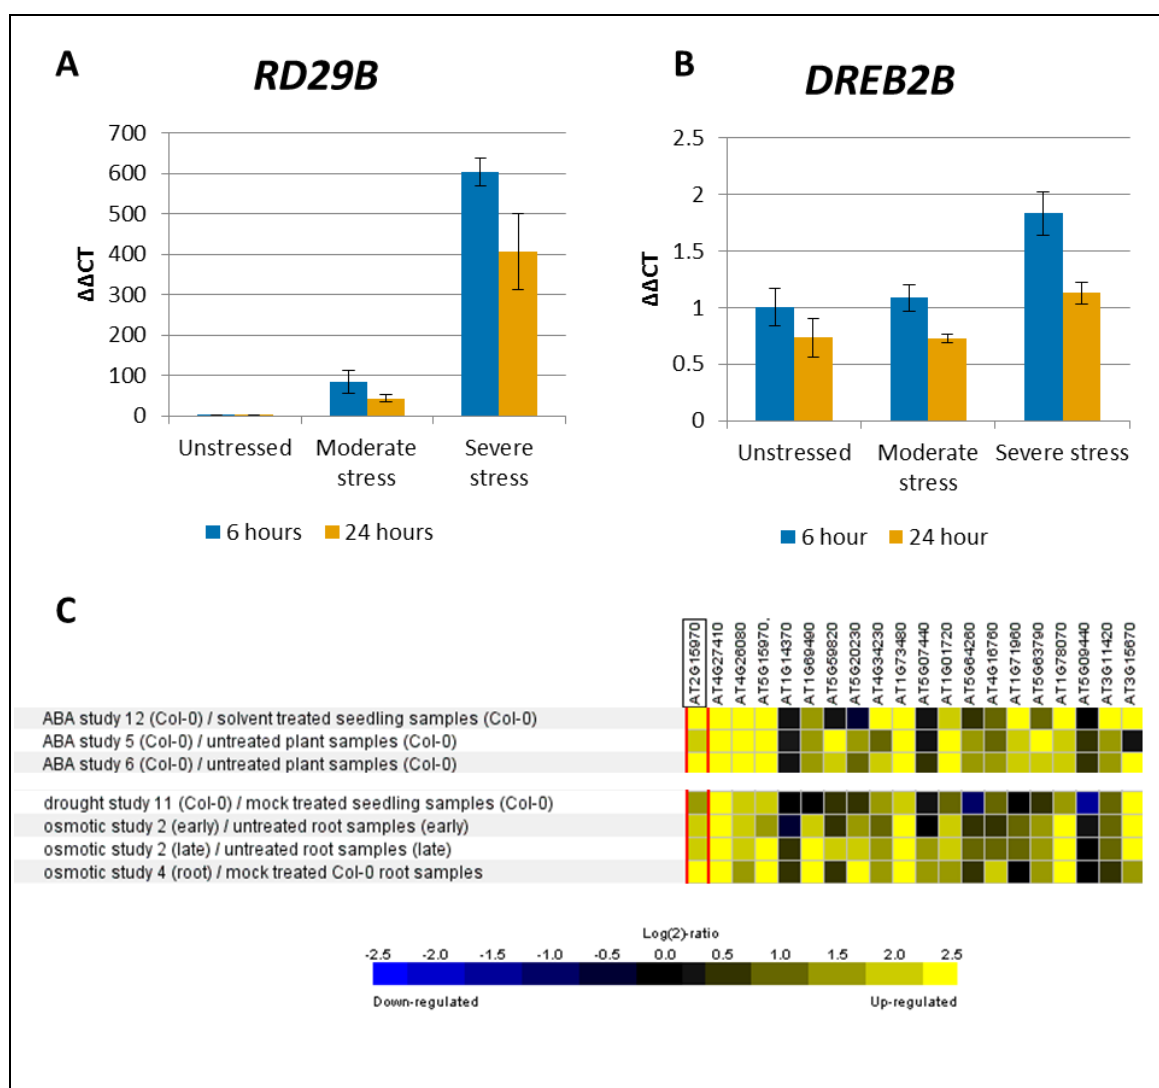 A
RD29B
700
600
500
400
300
200
100
0
ΔΔCT
Unstressed Moderate stress Severe stress
6 hours 24 hours
B
DREB2B
2.5
2
1.5
1
0.5
0
ΔΔCT
Unstressed Moderate stress Severe stress
6 hour 24 hour
C
AT2G15970
AT4G27410
AT4G26080
AT5G15970.
AT1G14370
AT1G69490
AT5G59820
AT5G20230
AT4G34230
AT1G73480
AT5G07440
AT1G01720
AT5G64260
AT4G16760
AT1G71960
AT5G63790
AT1G78070
AT5G09440
AT3G11420
AT3G15670
ABA study 12 (Col-0) / solvent treated seedling samples (Col-0)
ABA study 5 (Col-0) / untreated plant samples (Col-0)
ABA study 6 (Col-0) / untreated plant samples (Col-0)
drought study 11 (Col-0) / mock treated seedling samples (Col-0)
osmotic study 2 (early) / untreated root samples (early)
osmotic study 2 (late) / untreated root samples (late)
osmotic study 4 (root) / mock treated Col-0 root samples
Log(2)-ratio
-2.5 -2.0 -1.5 -1.0 -0.5 0.0 0.5 1.0 1.5 2.0 2.5
Down-regulated Up-regulated